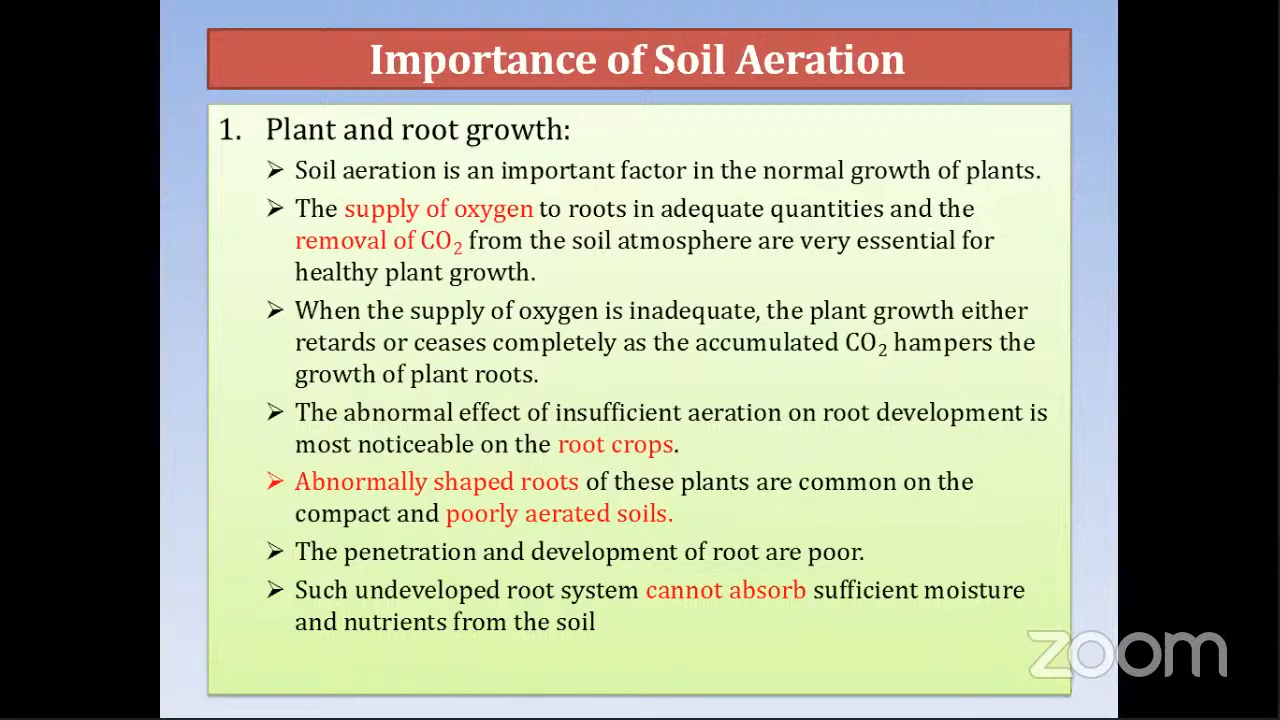 Importance of Soil Aeration
1. Plant and root growth:
➢ Soil aeration is an important factor in the normal growth of plants.
➢ The supply of oxygen to roots in adequate quantities and the
removal of CO₂ from the soil atmosphere are very essential for
healthy plant growth.
➢ When the supply of oxygen is inadequate, the plant growth either
retards or ceases completely as the accumulated CO₂ hampers the
growth of plant roots.
➢ The abnormal effect of insufficient aeration on root development is
most noticeable on the root crops.
➢ Abnormally shaped roots of these plants are common on the
compact and poorly aerated soils.
➢ The penetration and development of root are poor.
➢ Such undeveloped root system cannot absorb sufficient moisture
and nutrients from the soil
zoom